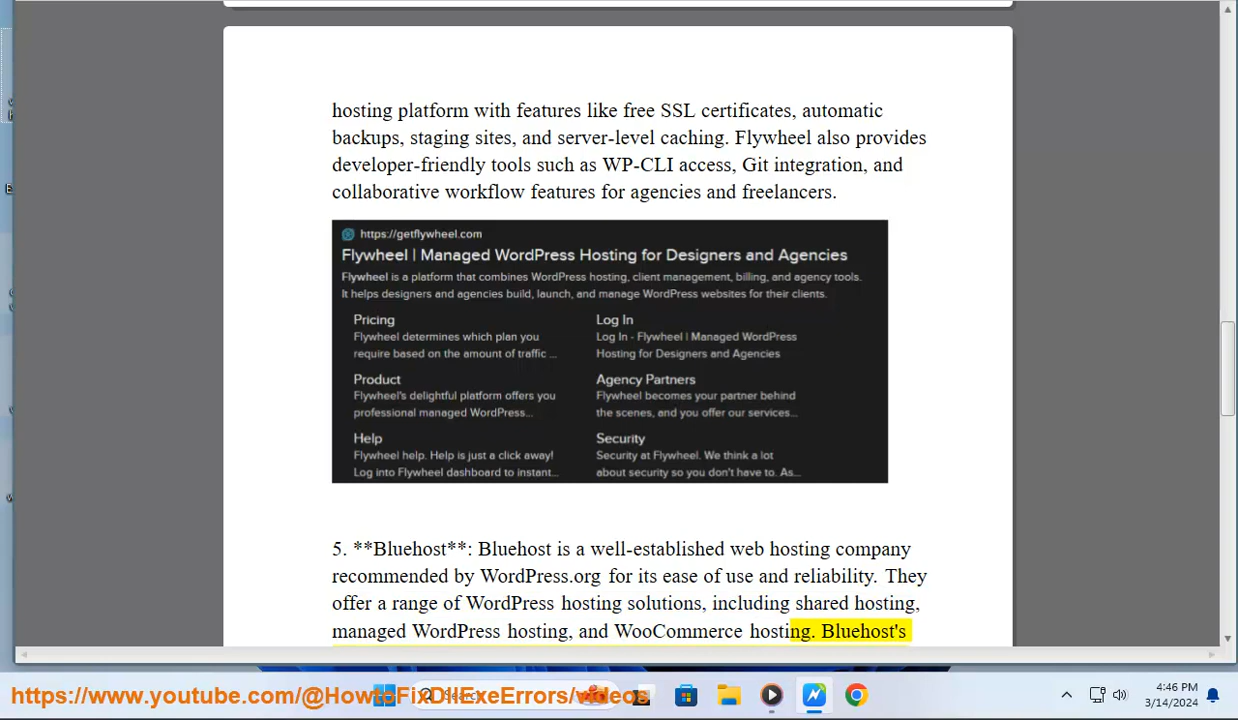 hosting platform with features like free SSL certificates, automatic
backups, staging sites, and server-level caching. Flywheel also provides
developer-friendly tools such as WP-CLI access, Git integration, and
collaborative workflow features for agencies and freelancers.
https://getflywheel.com
Flywheel | Managed WordPress Hosting for Designers and Agencies
Flywheel is a platform that combines WordPress hosting, client management, billing, and agency tools.
It helps designers and agencies build, launch, and manage WordPress websites for their clients.
Pricing
Flywheel determines which plan you
require based on the amount of traffic ...
Log In
Log In - Flywheel | Managed WordPress
Hosting for Designers and Agencies
Product
Flywheel's delightful platform offers you
professional managed WordPress...
Agency Partners
Flywheel becomes your partner behind
the scenes, and you offer our services...
Help
Flywheel help. Help is just a click away!
Log into Flywheel dashboard to instant...
Security
Security at Flywheel. We think a lot
about security so you don't have to. As...
5. **Bluehost**: Bluehost is a well-established web hosting company
recommended by WordPress.org for its ease of use and reliability. They
offer a range of WordPress hosting solutions, including shared hosting,
managed WordPress hosting, and WooCommerce hosting. Bluehost's
https://www.youtube.com/@HowtoFixDllExeErrors/videos
4:46 PM
3/14/2024